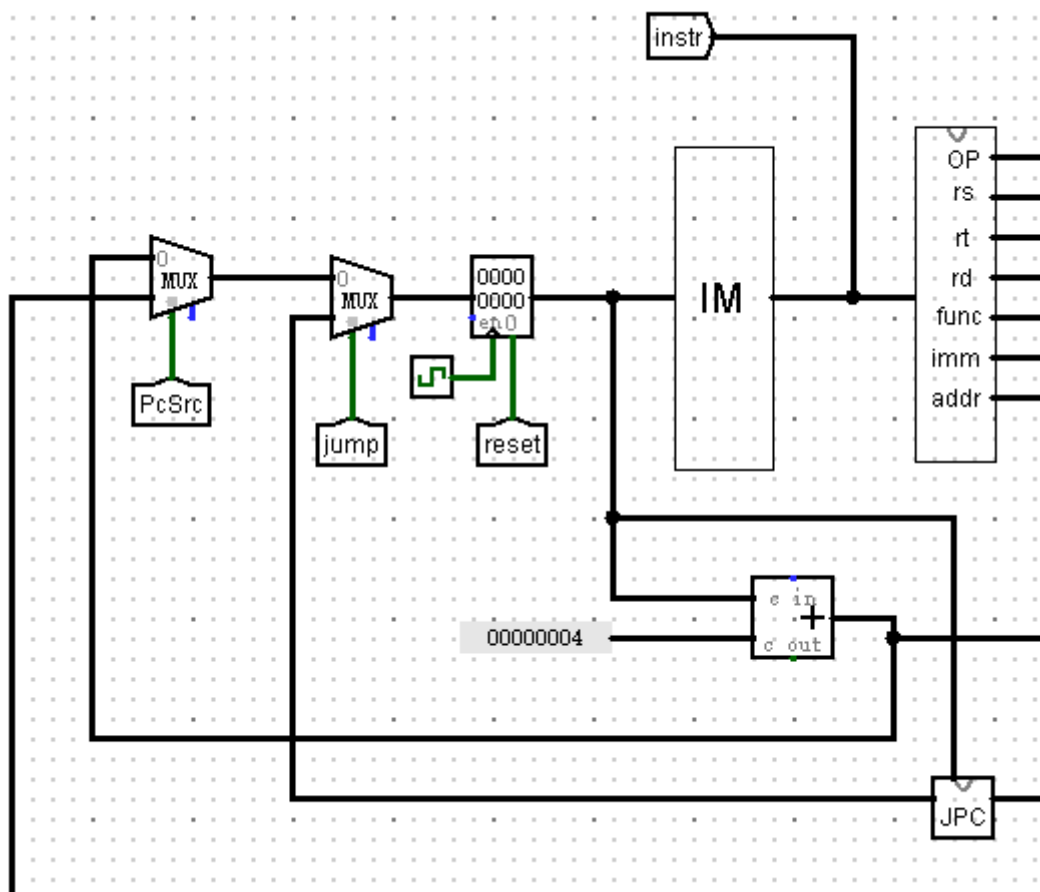 instr
OP
rs
rt
rd
func
imm
addr
0
MUX
PcSrc
0
MUX
jump
0000
0000
en 0
reset
IM
c in
+
c out
00000004
JPC